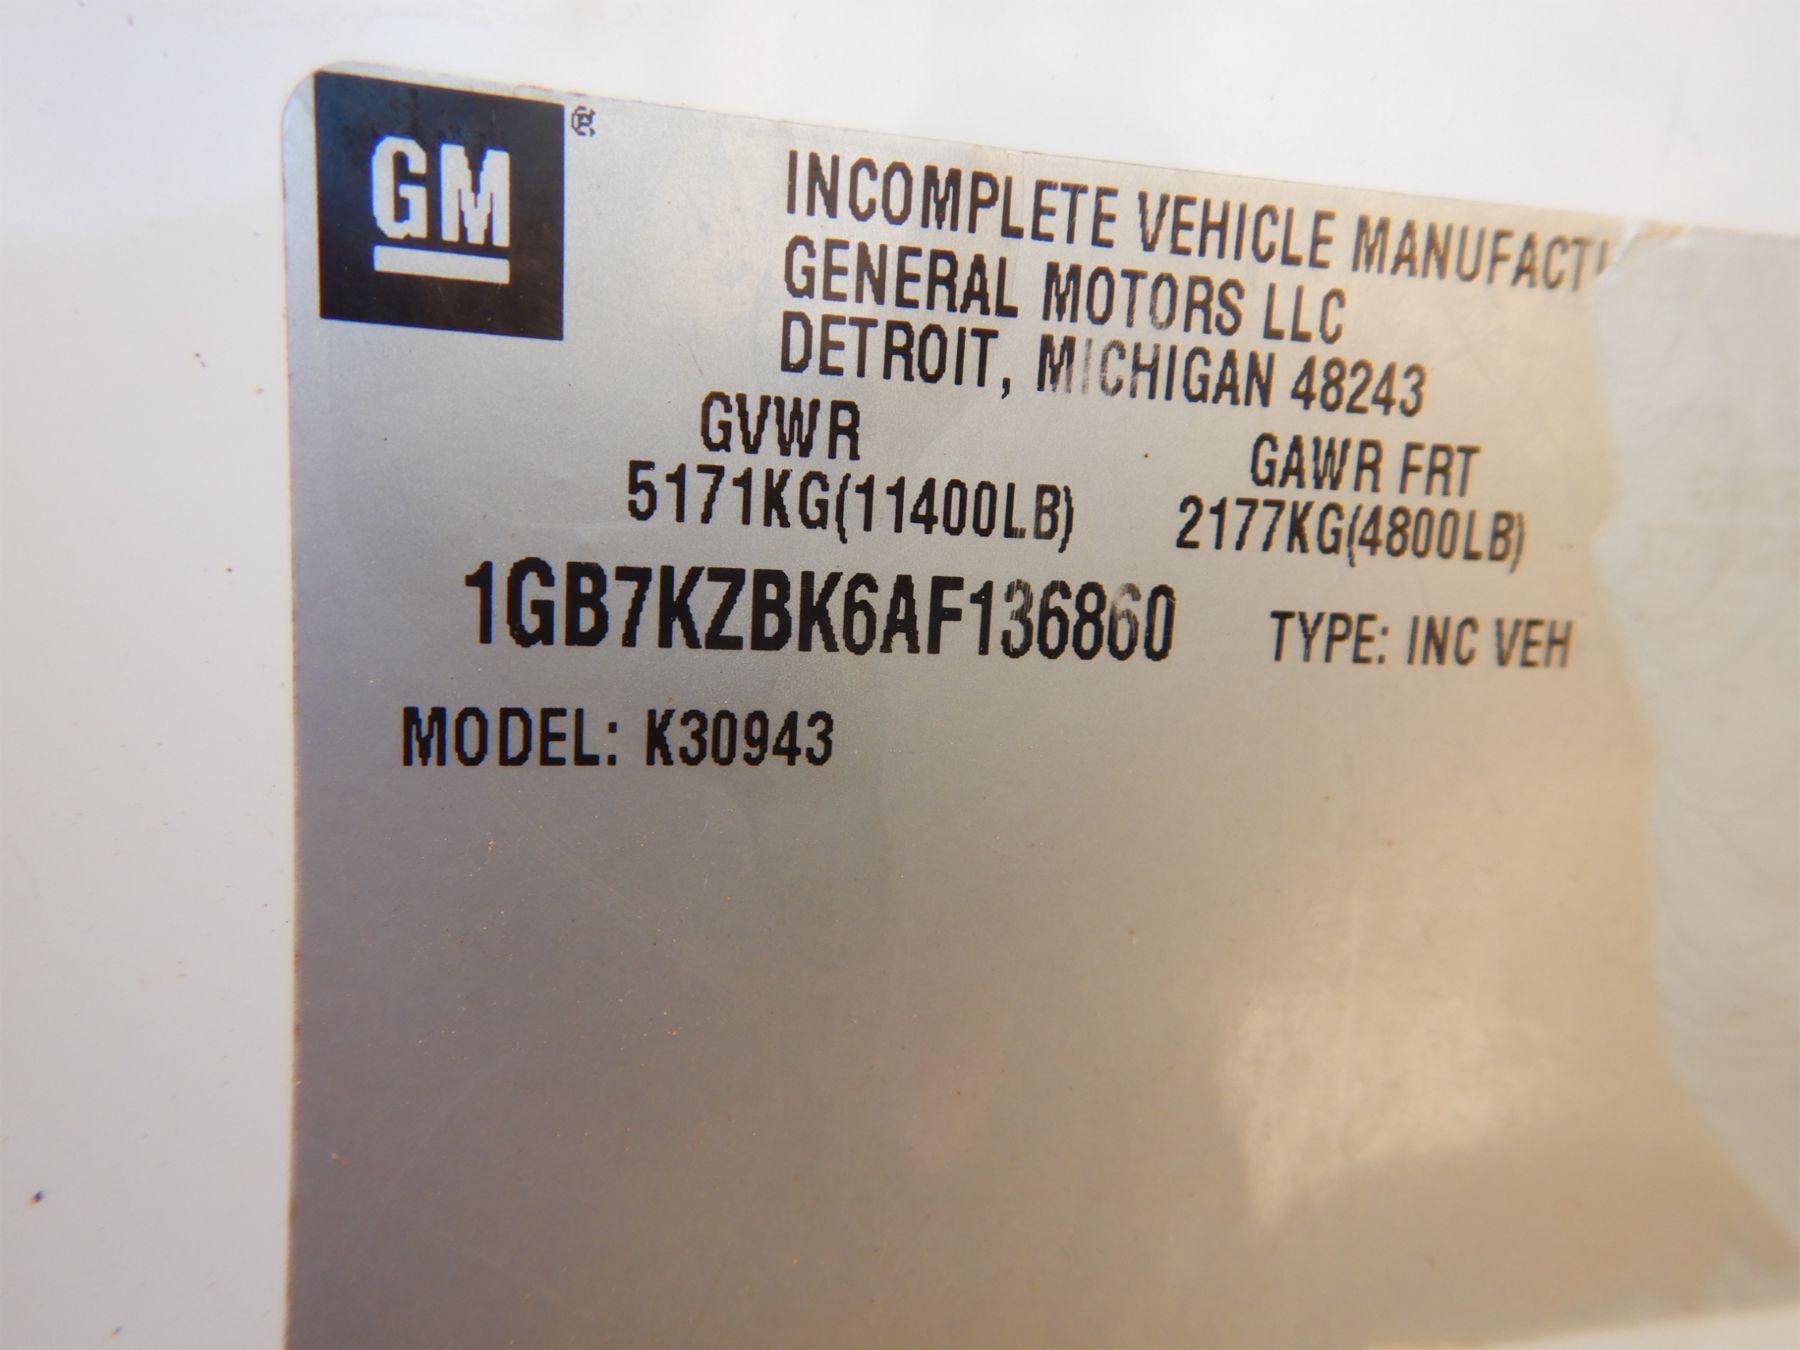 GM ®
INCOMPLETE VEHICLE
GENERAL MOTORS LLC
DETROIT, MICHIGAN 48243
GVWR GAWR FRT
5171KG(11400LB) 2177KG(4800LB)
1GB7KZBK6AF136860 TYPE: INC VEH
MODEL: K30943